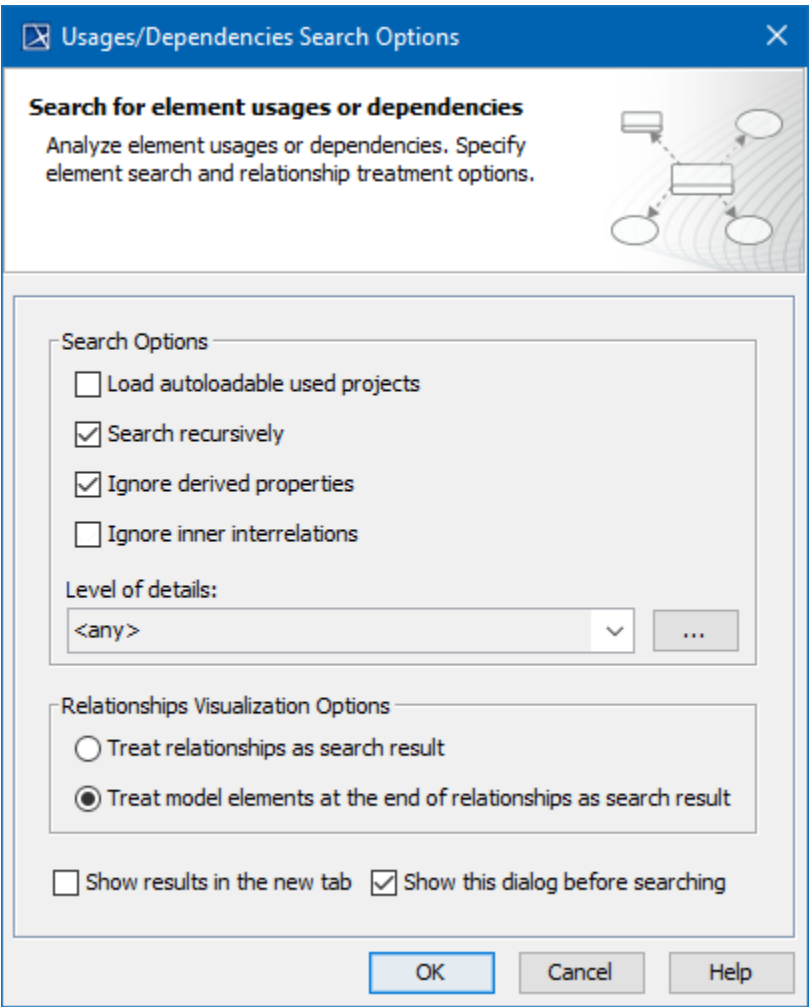 Usages/Dependencies Search Options
Search for element usages or dependencies
Analyze element usages or dependencies. Specify
element search and relationship treatment options.
Search Options
Load autoloadable used projects
Search recursively
Ignore derived properties
Ignore inner interrelations
Level of details:
<any>
...
Relationships Visualization Options
Treat relationships as search result
Treat model elements at the end of relationships as search result
Show results in the new tab Show this dialog before searching
OK Cancel Help